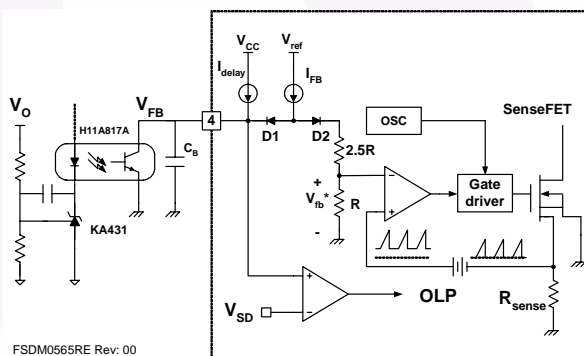 VCC
Vref
Idelay
IFB
VO
VFB
H11A817A
4
D1
D2
CB
2.5R
OSC
SenseFET
+
Vfb*
R
-
-
+
Gate
driver
KA431
+
-
VSD
OLP
Rsense
FSDM0565RE Rev: 00